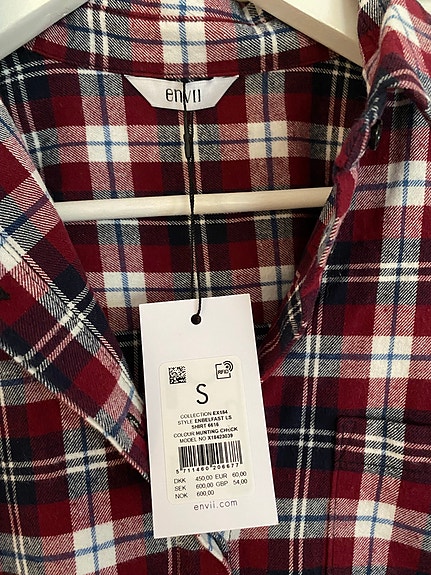 envii
RFID
S
COLLECTION EX184
STYLE ENBELFAST LS
SHIRT 6616
COLOUR HUNTING CHECK
MODEL NO X18423039
5711460206677
DKK 450,00 EUR 60,00
SEK 600,00 GBP 54,00
NOK 600,00
envii.com